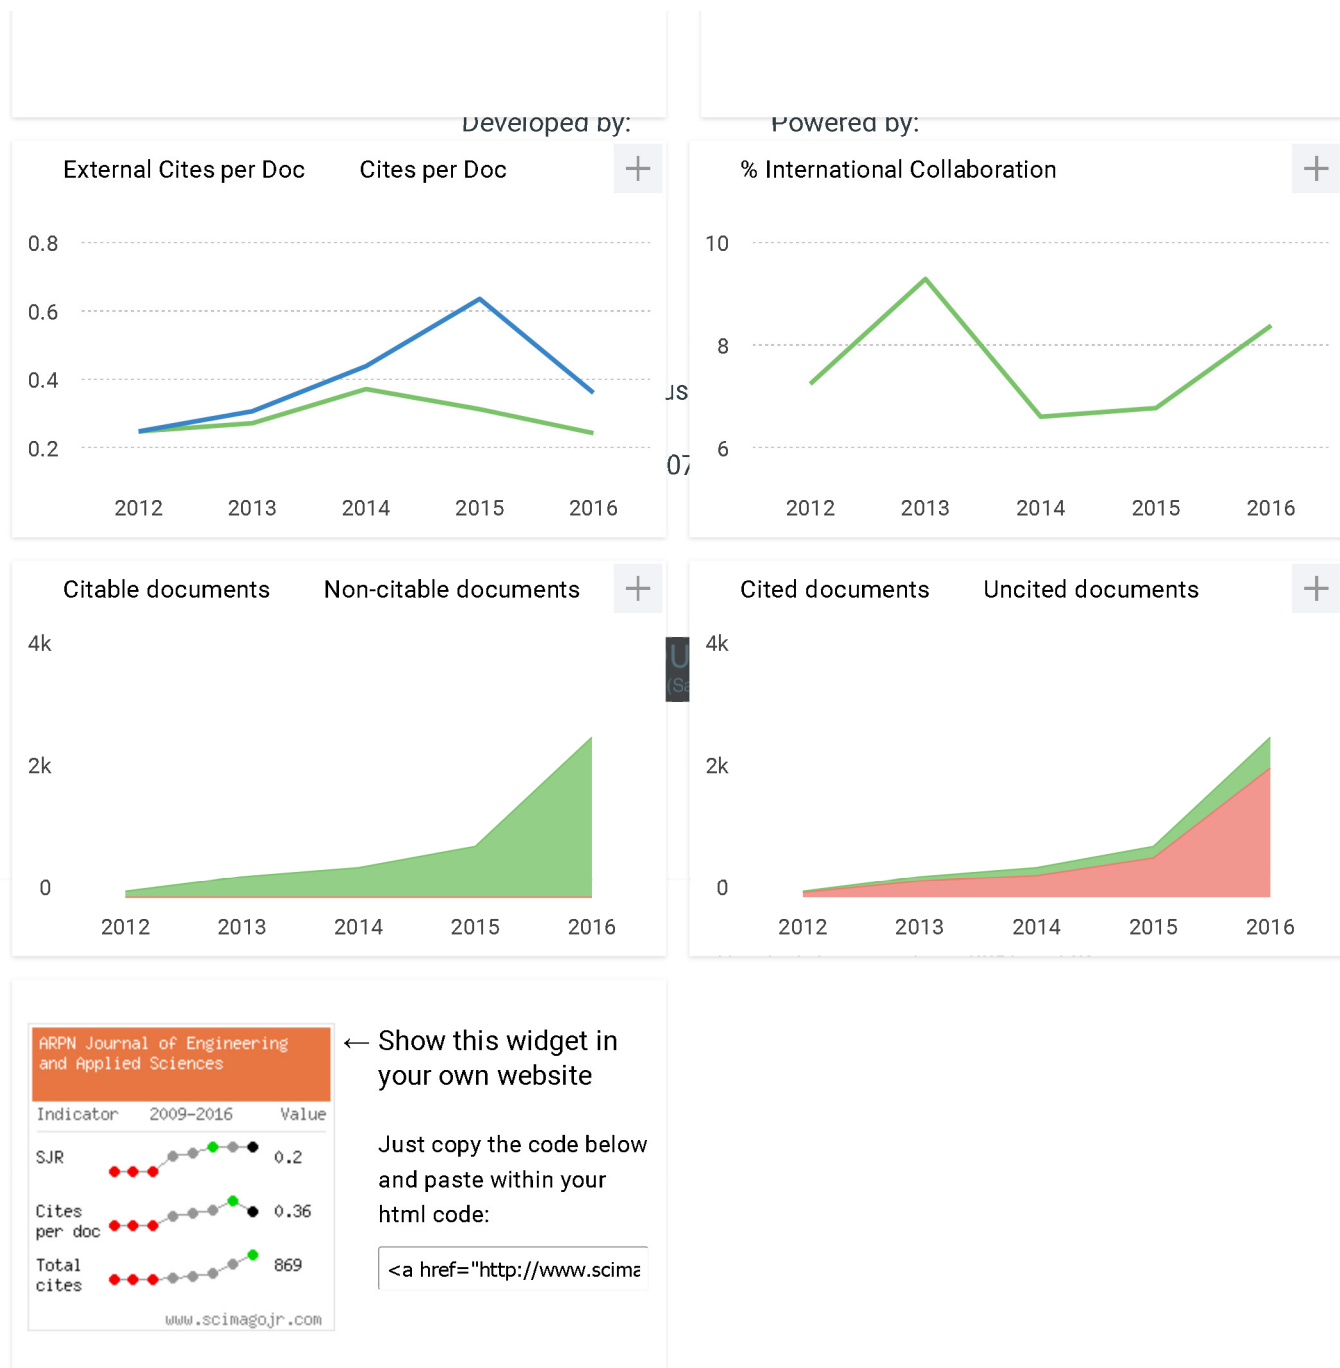 Developed by:
Powered by:
External Cites per Doc Cites per Doc
0.8
0.6
0.4
0.2
2012 2013 2014 2015 2016
% International Collaboration
10
8
6
2012 2013 2014 2015 2016
us
07
Citable documents Non-citable documents
4k
2k
0
2012 2013 2014 2015 2016
U
(Sa
Cited documents Uncited documents
4k
2k
0
2012 2013 2014 2015 2016
ARPN Journal of Engineering
and Applied Sciences
Indicator 2009-2016 Value
SJR 0.2
Cites
per doc 0.36
Total
cites 869
www.scimagojr.com
← Show this widget in
your own website
Just copy the code below
and paste within your
html code:
<a href="http://www.scima